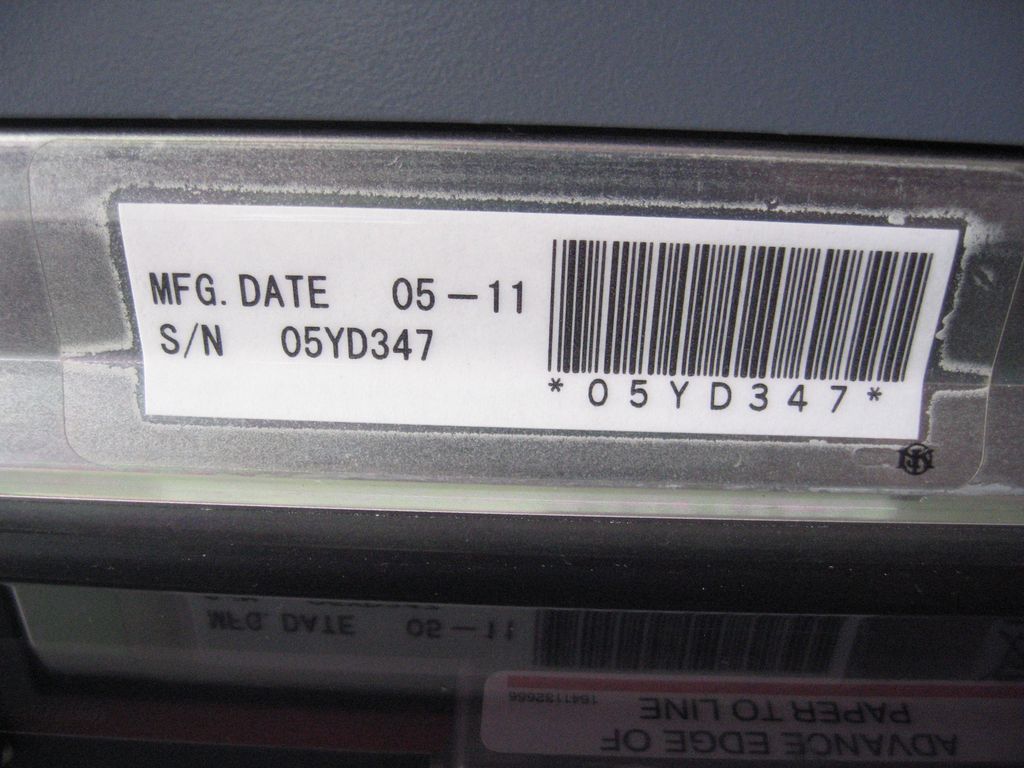 MFG. DATE 05-11
S/N 05YD347
*05YD347*
MFG. DATE 05-11
ADVANCE EDGE OF
PAPER TO LINE